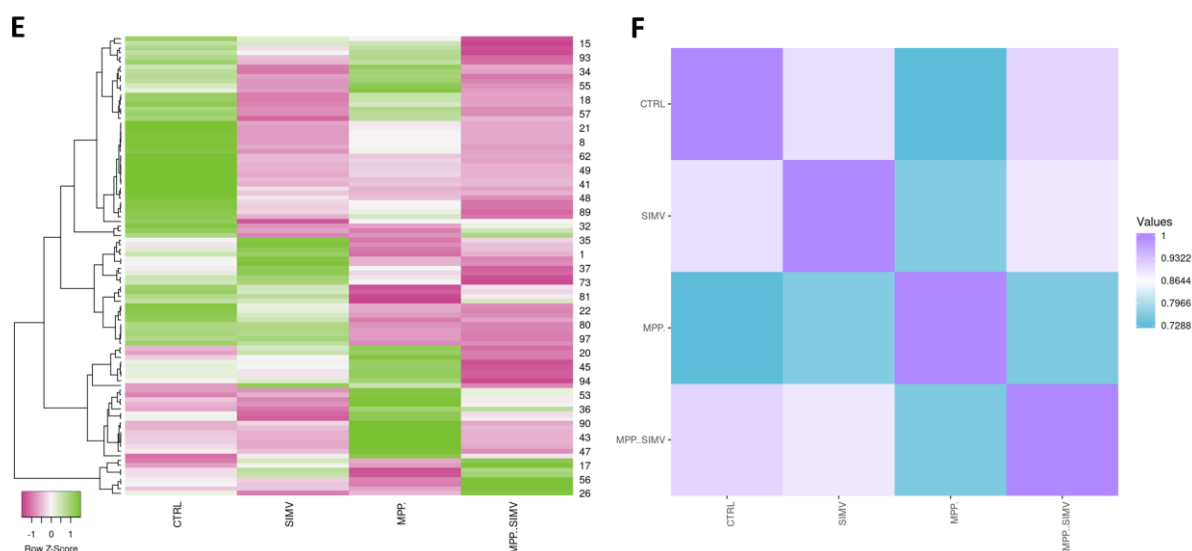 E
15
93
34
55
18
57
21
8
62
49
41
48
89
32
35
1
37
73
81
22
80
97
20
45
94
53
36
90
43
47
17
56
26
CTRL
SIMV
MPP.
MPP..SIMV
-1 0 1
Row Z-Score
F
CTRL
SIMV
MPP.
MPP..SIMV
CTRL
SIMV
MPP.
MPP..SIMV
Values
1
0.9322
0.8644
0.7966
0.7288